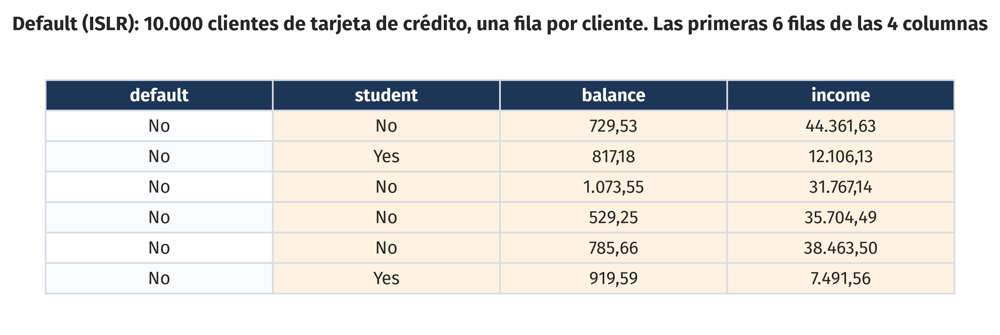 Default (ISLR): 10.000 clientes de tarjeta de crédito, una fila por cliente. Las primeras 6 filas de las 4 columnas
default student balance income
No No 729,53 44.361,63
No Yes 817,18 12.106,13
No No 1.073,55 31.767,14
No No 529,25 35.704,49
No No 785,66 38.463,50
No Yes 919,59 7.491,56